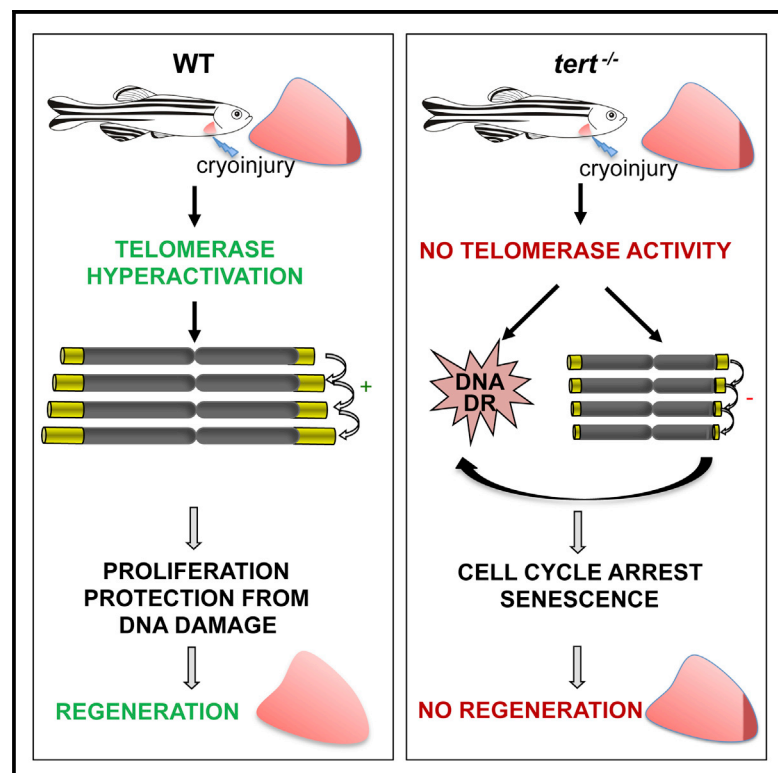 WT
cryoinjury
TELOMERASE
HYPERACTIVATION
+
PROLIFERATION
PROTECTION FROM
DNA DAMAGE
REGENERATION
tert -/-
cryoinjury
NO TELOMERASE ACTIVITY
DNA
DR
-
CELL CYCLE ARREST
SENESCENCE
NO REGENERATION